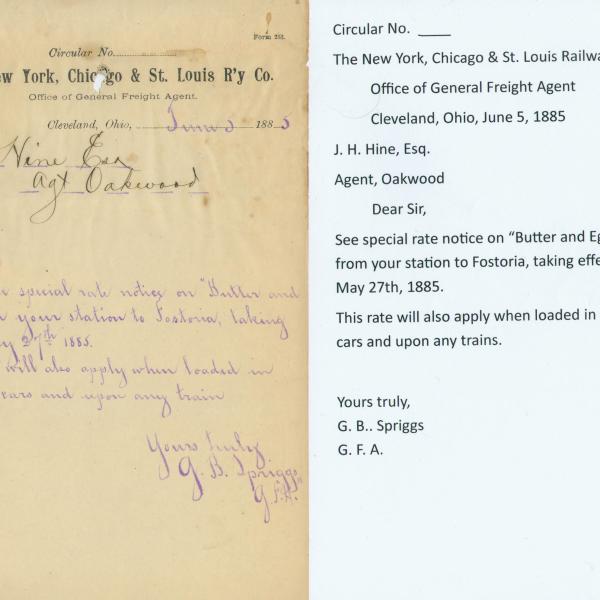 Form 281.
Circular No.
ew York, Chicago & St. Louis R'y Co.
Office of General Freight Agent.
Cleveland, Ohio, June 5 1885
Hine Esq
Agt Oakwood
special rate notice on "Butter and
your station to Fostoria, taking
27th 1885.
will also apply when loaded in
cars and upon any train
Yours truly
G. B. Spriggs
G.F.A.
Circular No. ____
The New York, Chicago & St. Louis Railwa
Office of General Freight Agent
Cleveland, Ohio, June 5, 1885
J. H. Hine, Esq.
Agent, Oakwood
Dear Sir,
See special rate notice on “Butter and Eg
from your station to Fostoria, taking effe
May 27th, 1885.
This rate will also apply when loaded in
cars and upon any trains.
Yours truly,
G. B.. Spriggs
G. F. A.